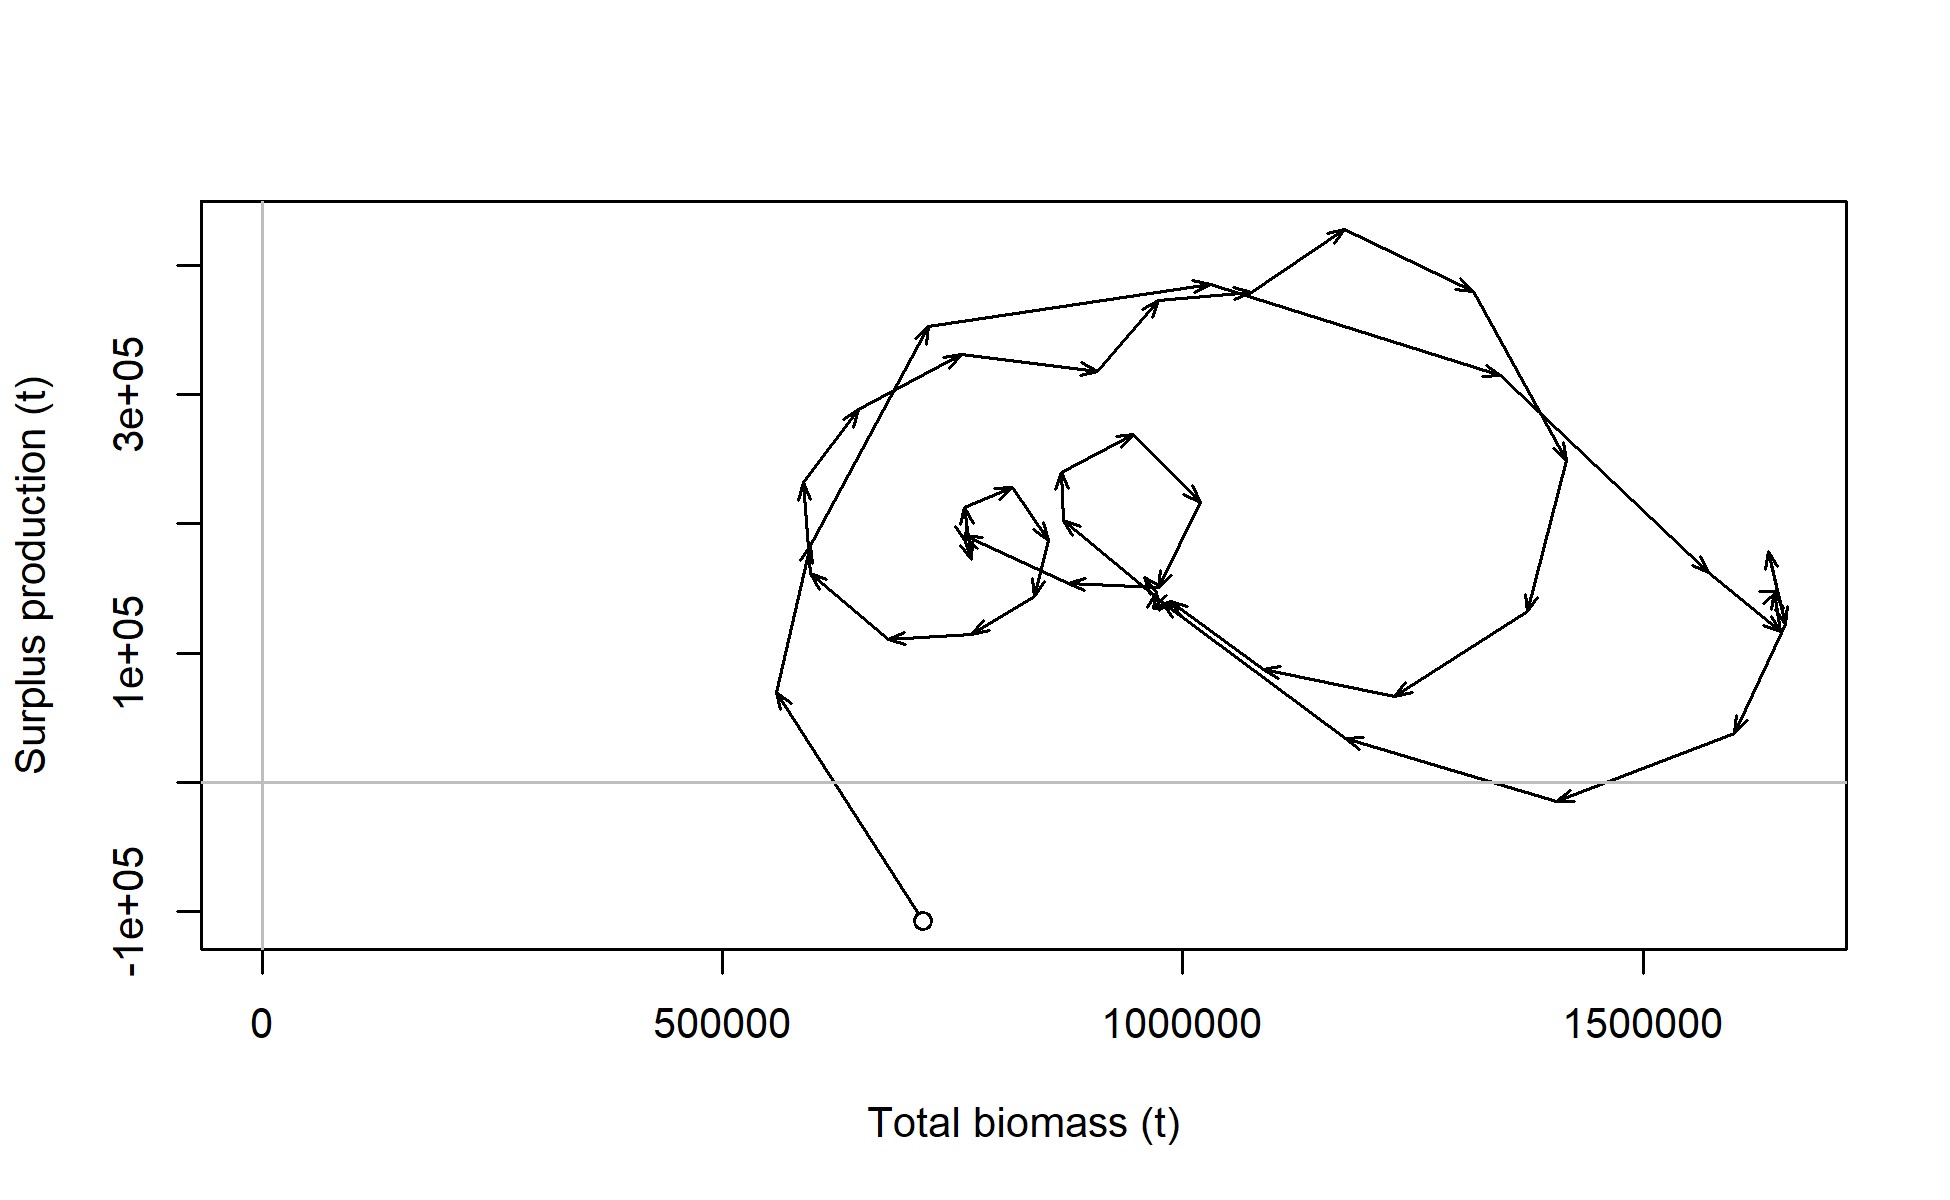 Surplus production (t)
3e+05
1e+05
-1e+05
0 500000 1000000 1500000
Total biomass (t)